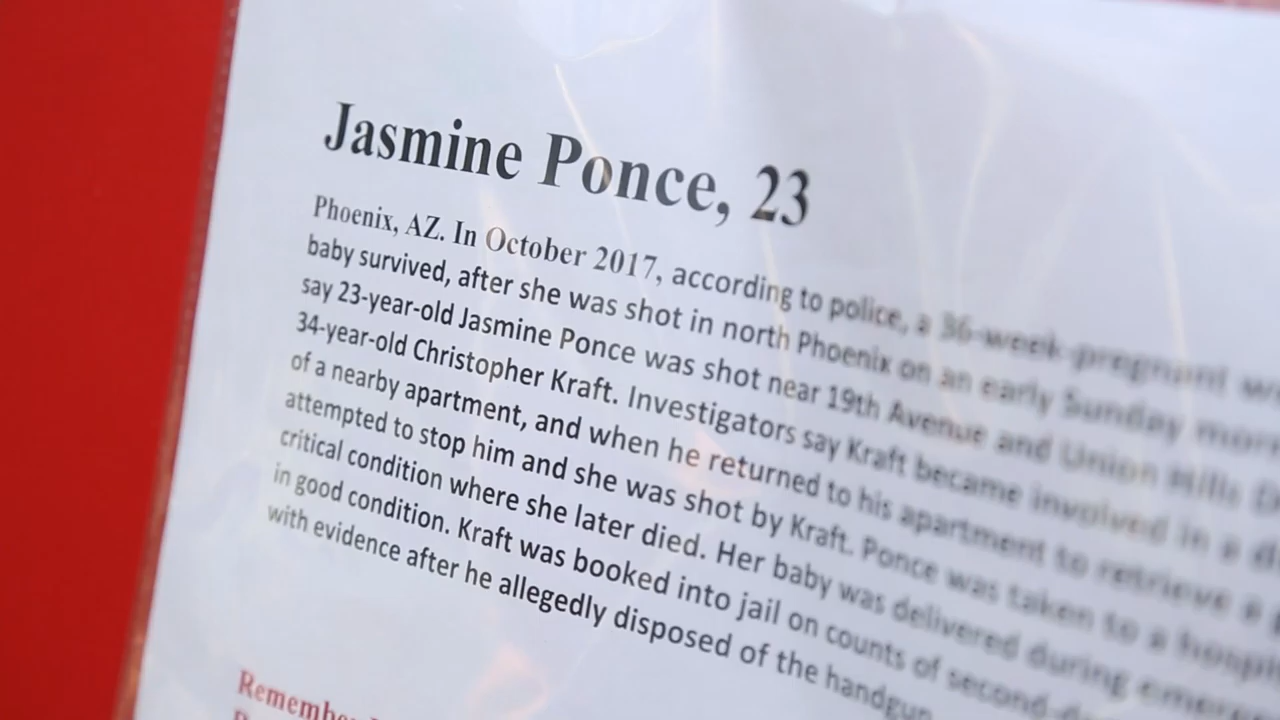 Jasmine Ponce, 23
Phoenix, AZ. In October 2017, according to police, a 36-week-pregnant
baby survived, after she was shot in north Phoenix on an early Sunday
say 23-year-old Jasmine Ponce was shot near 19th Avenue and Union Hills
34-year-old Christopher Kraft. Investigators say Kraft became involved in a
of a nearby apartment, and when he returned to his apartment to retrieve a
attempted to stop him and she was shot by Kraft. Ponce was taken to a
critical condition where she later died. Her baby was delivered during
in good condition. Kraft was booked into jail on counts of
with evidence after he allegedly disposed of the handgun